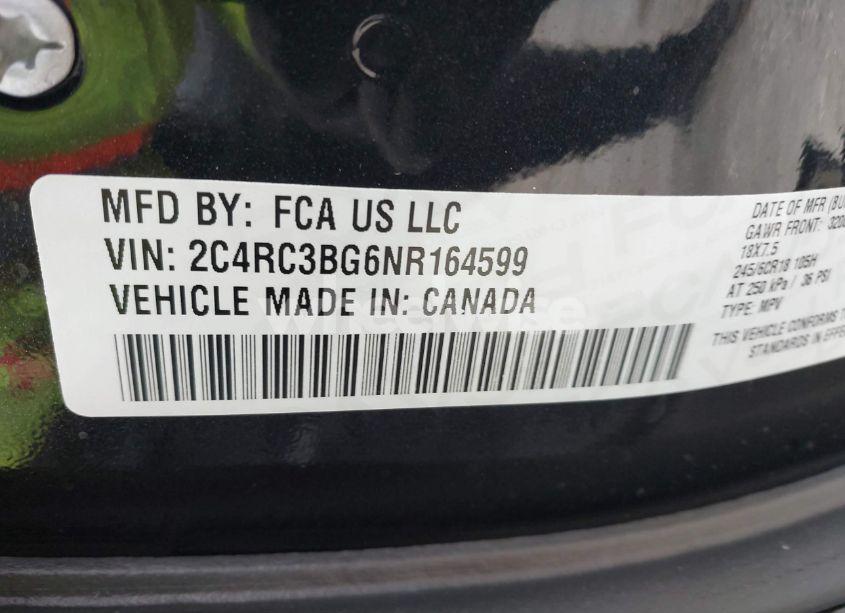 MFD BY: FCA US LLC
VIN: 2C4RC3BG6NR164599
VEHICLE MADE IN: CANADA
DATE OF MFR
GAWR FRONT:
18X7.5
245/60R18 105H
AT 250 kPa / 36 PSI
TYPE: MPV
THIS VEHICLE CONFORMS
STANDARDS IN